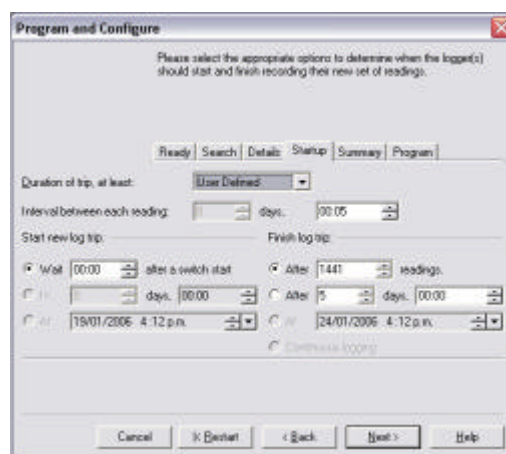 Program and Configure
Please select the appropriate options to determine when the logger(s)
should start and finish recording their new set of readings.
Ready Search Details Startup Summary Program
Duration of trip, at least: User Defined
Interval between each reading: 0 days, 00:05
Start new log trip: Finish log trip:
Wait 00:00 after a switch start After 1441 readings.
In 0 days, 00:00 After 5 days, 00:00
At 19/01/2006 4:12 p.m. At 24/01/2006 4:12 p.m.
Continuous logging
Cancel |< Restart < Back Next > Help